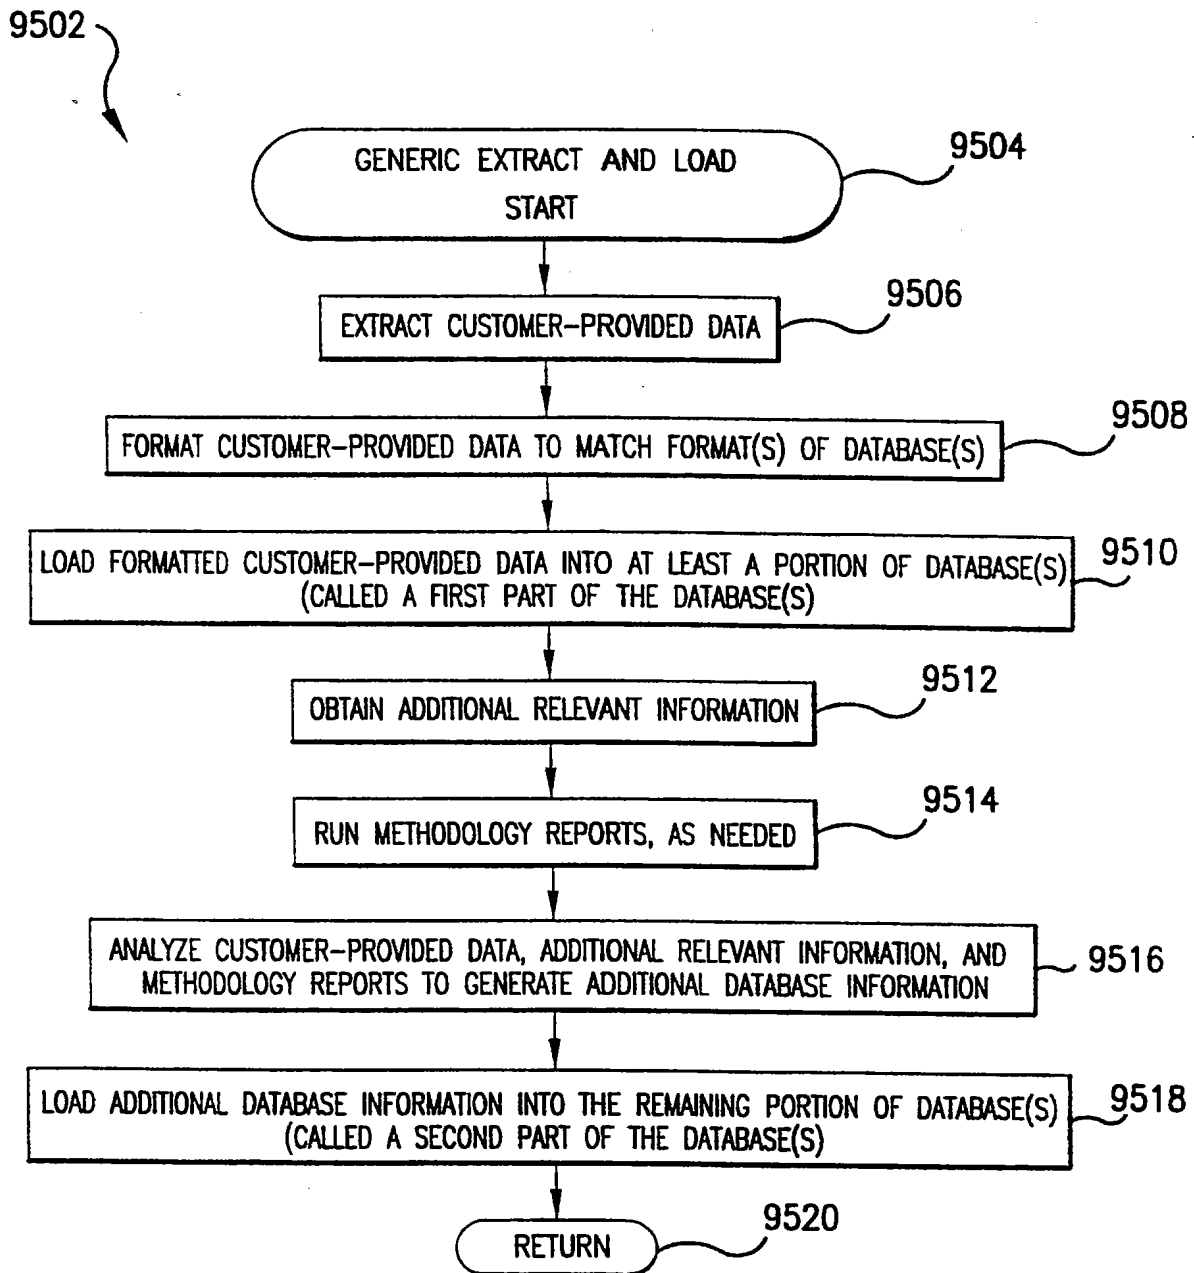 9502
GENERIC EXTRACT AND LOAD
START
9504
EXTRACT CUSTOMER-PROVIDED DATA
9506
FORMAT CUSTOMER-PROVIDED DATA TO MATCH FORMAT(S) OF DATABASE(S)
9508
LOAD FORMATTED CUSTOMER-PROVIDED DATA INTO AT LEAST A PORTION OF DATABASE(S)
(CALLED A FIRST PART OF THE DATABASE(S)
9510
OBTAIN ADDITIONAL RELEVANT INFORMATION
9512
RUN METHODOLOGY REPORTS, AS NEEDED
9514
ANALYZE CUSTOMER-PROVIDED DATA, ADDITIONAL RELEVANT INFORMATION, AND
METHODOLOGY REPORTS TO GENERATE ADDITIONAL DATABASE INFORMATION
9516
LOAD ADDITIONAL DATABASE INFORMATION INTO THE REMAINING PORTION OF DATABASE(S)
(CALLED A SECOND PART OF THE DATABASE(S)
9518
RETURN
9520